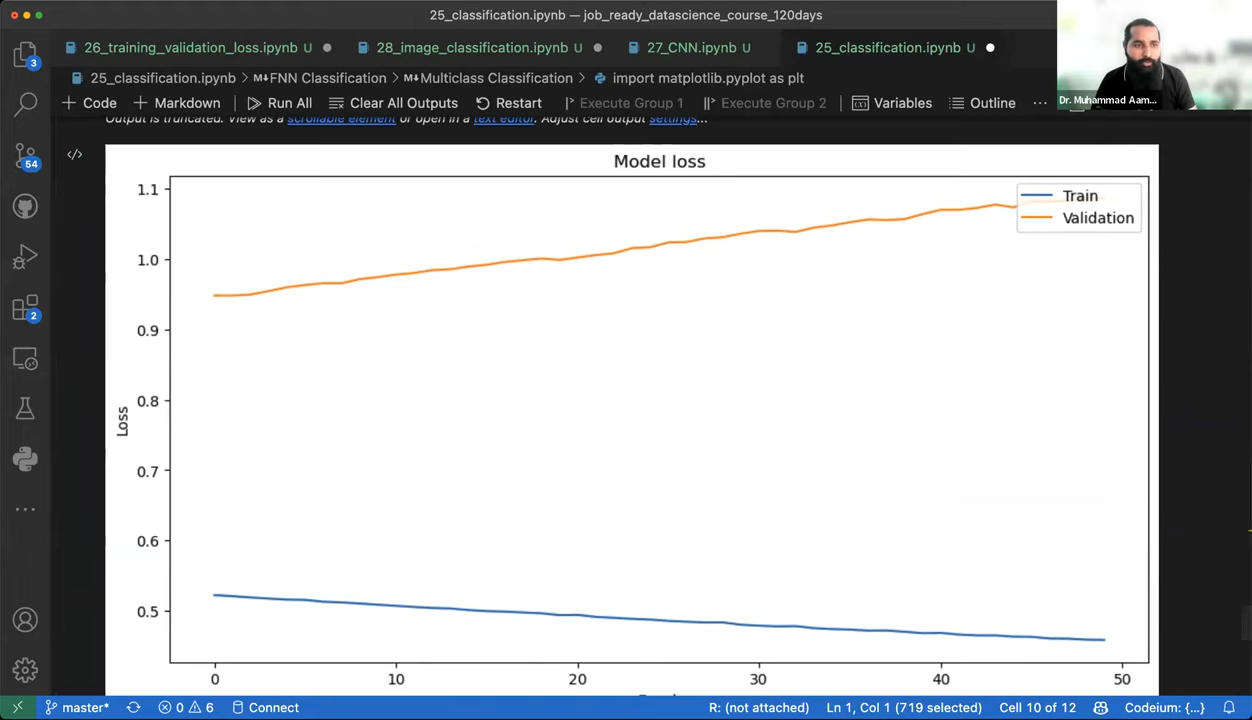 25_classification.ipynb — job_ready_datascience_course_120days
26_training_validation_loss.ipynb U
28_image_classification.ipynb U
27_CNN.ipynb U
25_classification.ipynb U
25_classification.ipynb > M↓FNN Classification > M↓Multiclass Classification > import matplotlib.pyplot as plt
+ Code + Markdown Run All Clear All Outputs Restart Execute Group 1 Execute Group 2 Variables Outline ...
Dr. Muhammad Aam...
Output is truncated. View as a scrollable element or open in a text editor. Adjust cell output settings...
3
54
2
Model loss
Train
Validation
1.1
1.0
0.9
0.8
0.7
0.6
0.5
Loss
0 10 20 30 40 50
master* 0 6 Connect R: (not attached) Ln 1, Col 1 (719 selected) Cell 10 of 12 Codeium: {...}